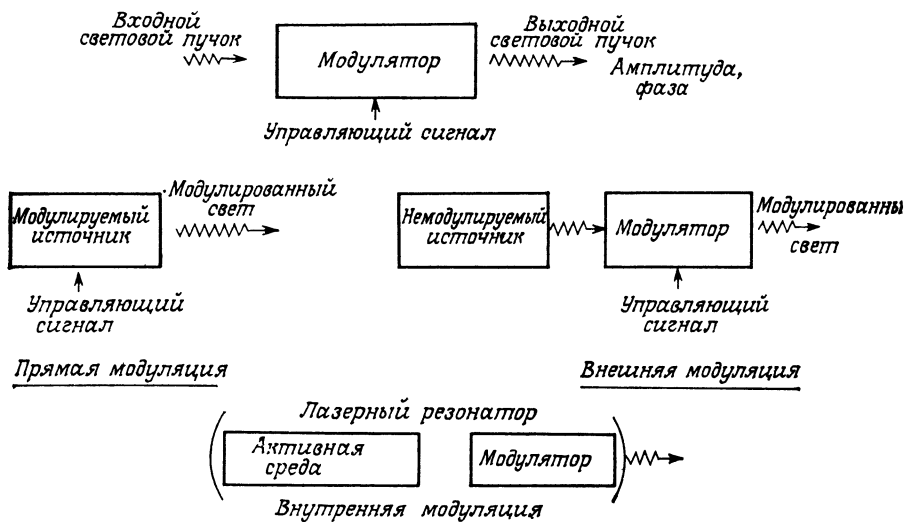 Входной
световой пучок
Модулятор
Выходной
световой пучок
Амплитуда,
фаза
Управляющий сигнал
Модулируемый
источник
Модулированный
свет
Управляющий
сигнал
Прямая модуляция
Немодулируемый
источник
Модулятор
Модулированны
свет
Управляющий
сигнал
Внешняя модуляция
Лазерный резонатор
Активная
среда
Модулятор
Внутренняя модуляция